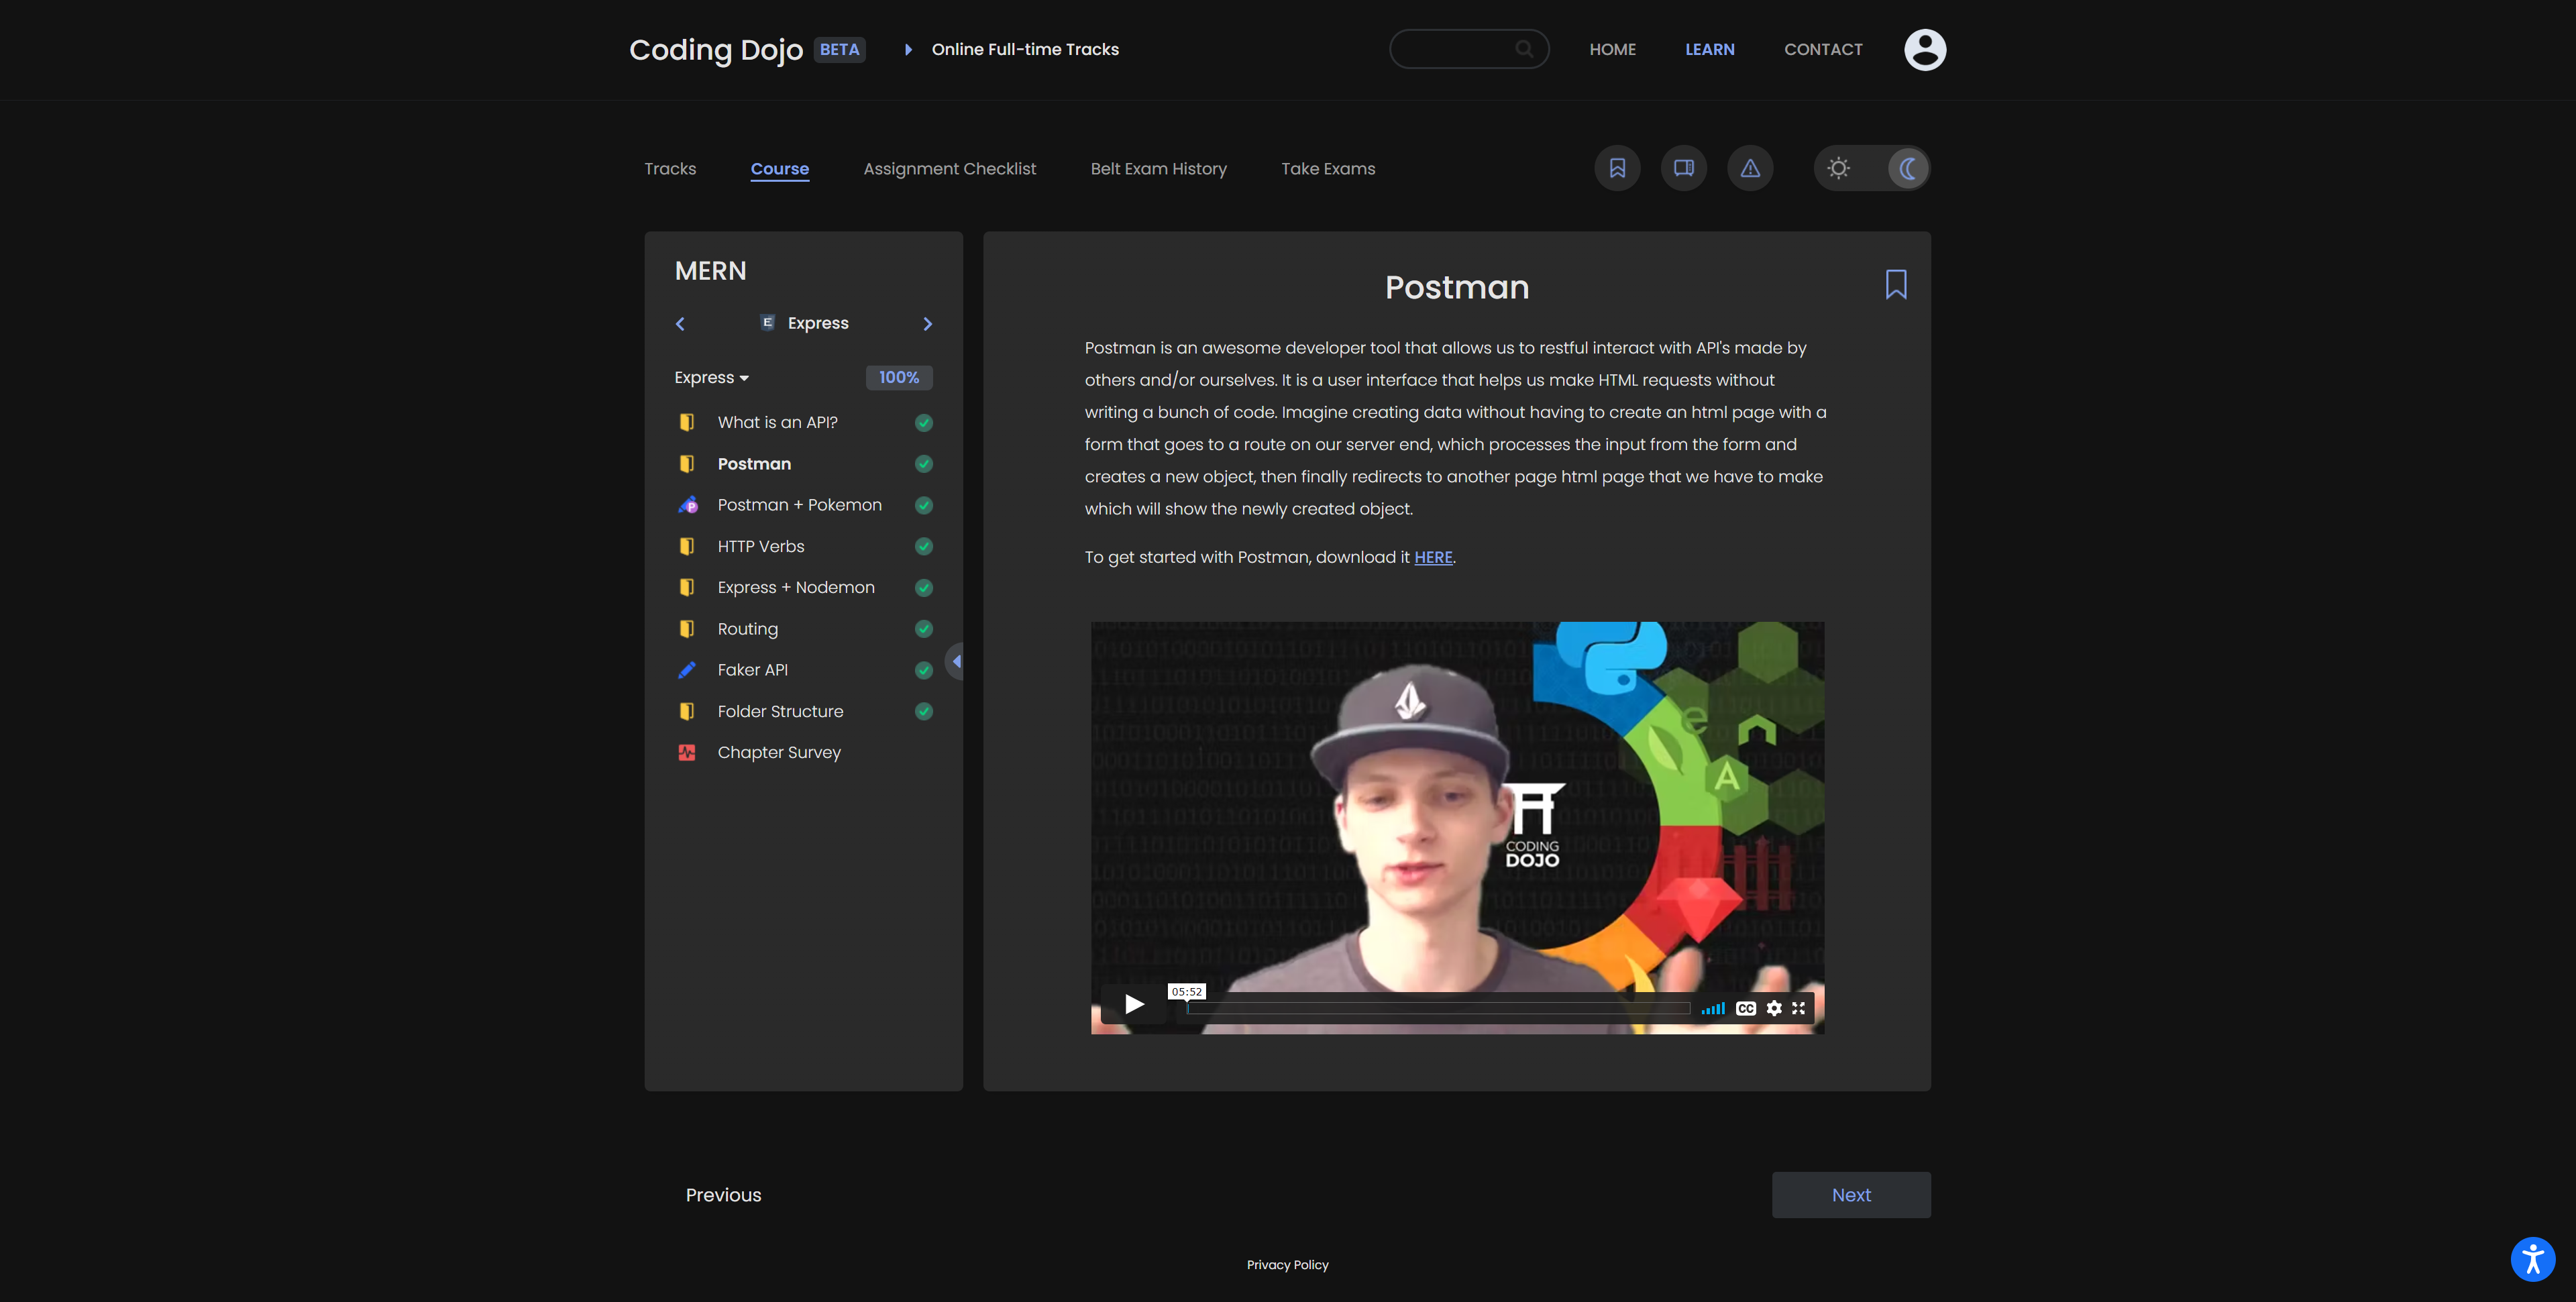 Coding Dojo BETA
Online Full-time Tracks
HOME
LEARN
CONTACT
Tracks
Course
Assignment Checklist
Belt Exam History
Take Exams
MERN
E
Express
Express
100%
What is an API?
Postman
P
Postman + Pokemon
HTTP Verbs
Express + Nodemon
Routing
Faker API
Folder Structure
Chapter Survey
Postman
Postman is an awesome developer tool that allows us to restful interact with API's made by
others and/or ourselves. It is a user interface that helps us make HTML requests without
writing a bunch of code. Imagine creating data without having to create an html page with a
form that goes to a route on our server end, which processes the input from the form and
creates a new object, then finally redirects to another page html page that we have to make
which will show the newly created object.
To get started with Postman, download it HERE.
e
A
CODING
DOJO
05:52
CC
Previous
Next
Privacy Policy